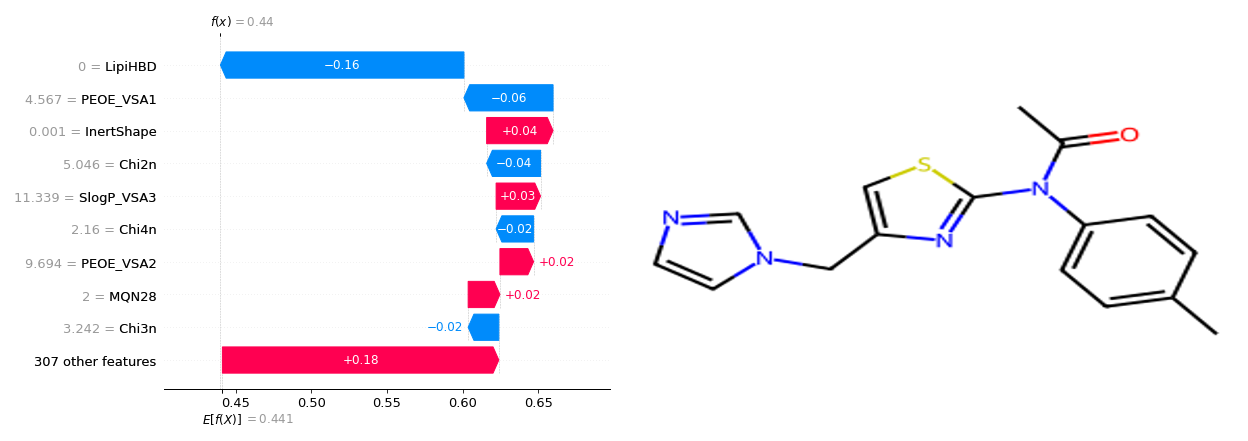 f(x) = 0.44
0 = LipiHBD
−0.16
4.567 = PEOE_VSA1
−0.06
0.001 = InertShape
+0.04
5.046 = Chi2n
−0.04
11.339 = SlogP_VSA3
+0.03
2.16 = Chi4n
−0.02
9.694 = PEOE_VSA2
+0.02
2 = MQN28
+0.02
3.242 = Chi3n
−0.02
307 other features
+0.18
0.45 0.50 0.55 0.60 0.65
E[f(X)] = 0.441
O
S
N
N
N
N